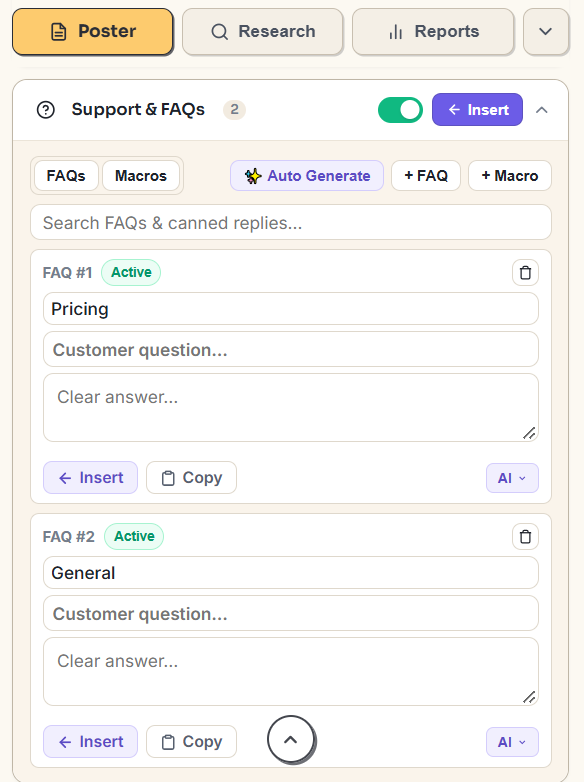 Poster Research Reports
Support & FAQs 2 Insert
FAQs Macros Auto Generate + FAQ + Macro
Search FAQs & canned replies...
FAQ #1 Active
Pricing
Customer question...
Clear answer...
Insert Copy AI
FAQ #2 Active
General
Customer question...
Clear answer...
Insert Copy AI